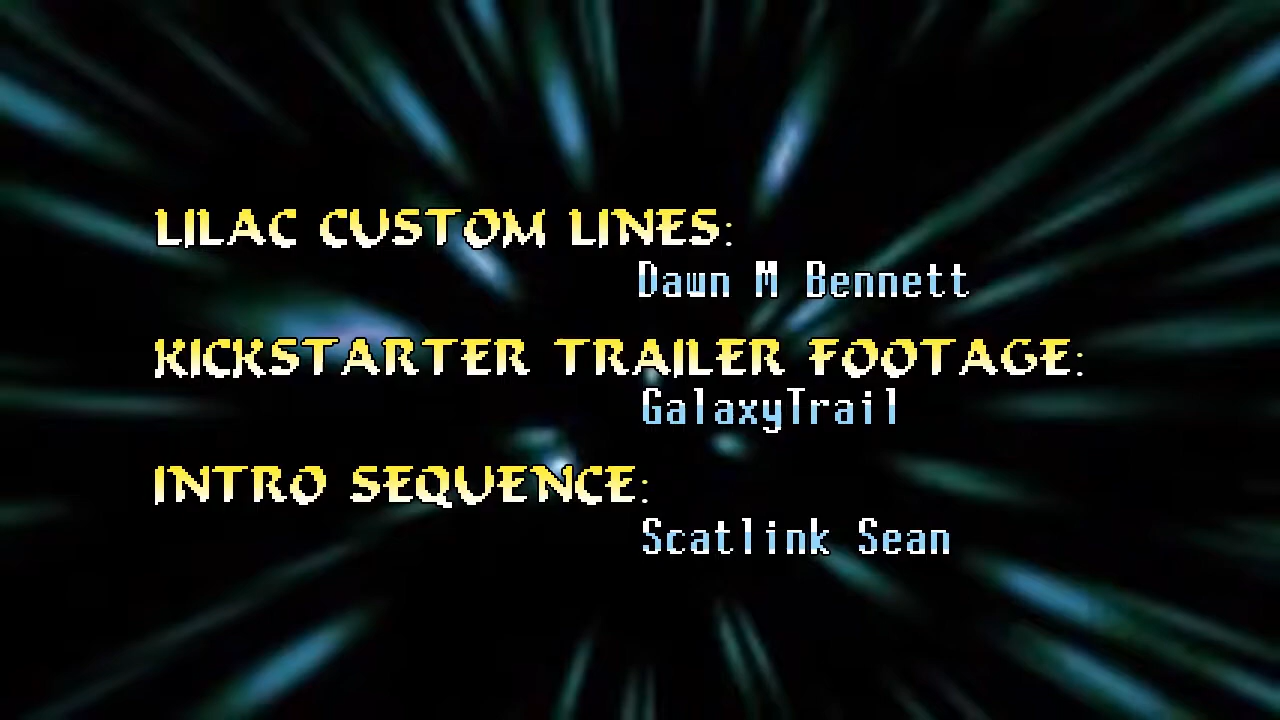 LILAC CUSTOM LINES:
Dawn M Bennett
KICKSTARTER TRAILER FOOTAGE:
GalaxyTrail
INTRO SEQUENCE:
Scatlink Sean